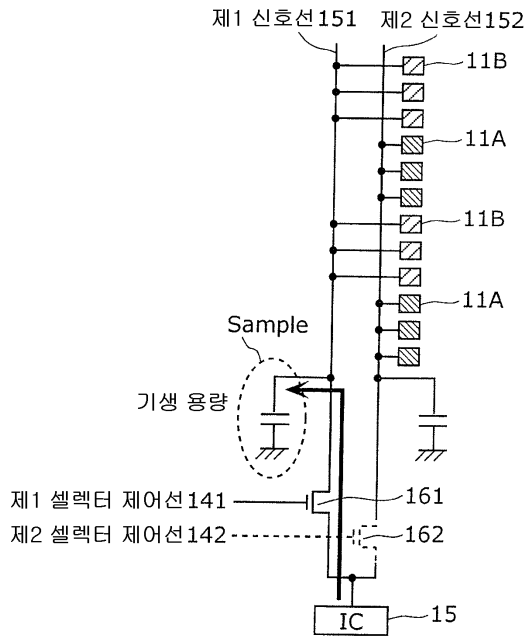 제1 신호선151
제2 신호선152
11B
11A
11B
11A
Sample
기생 용량
제1 셀렉터 제어선141
161
제2 셀렉터 제어선142
162
IC
15